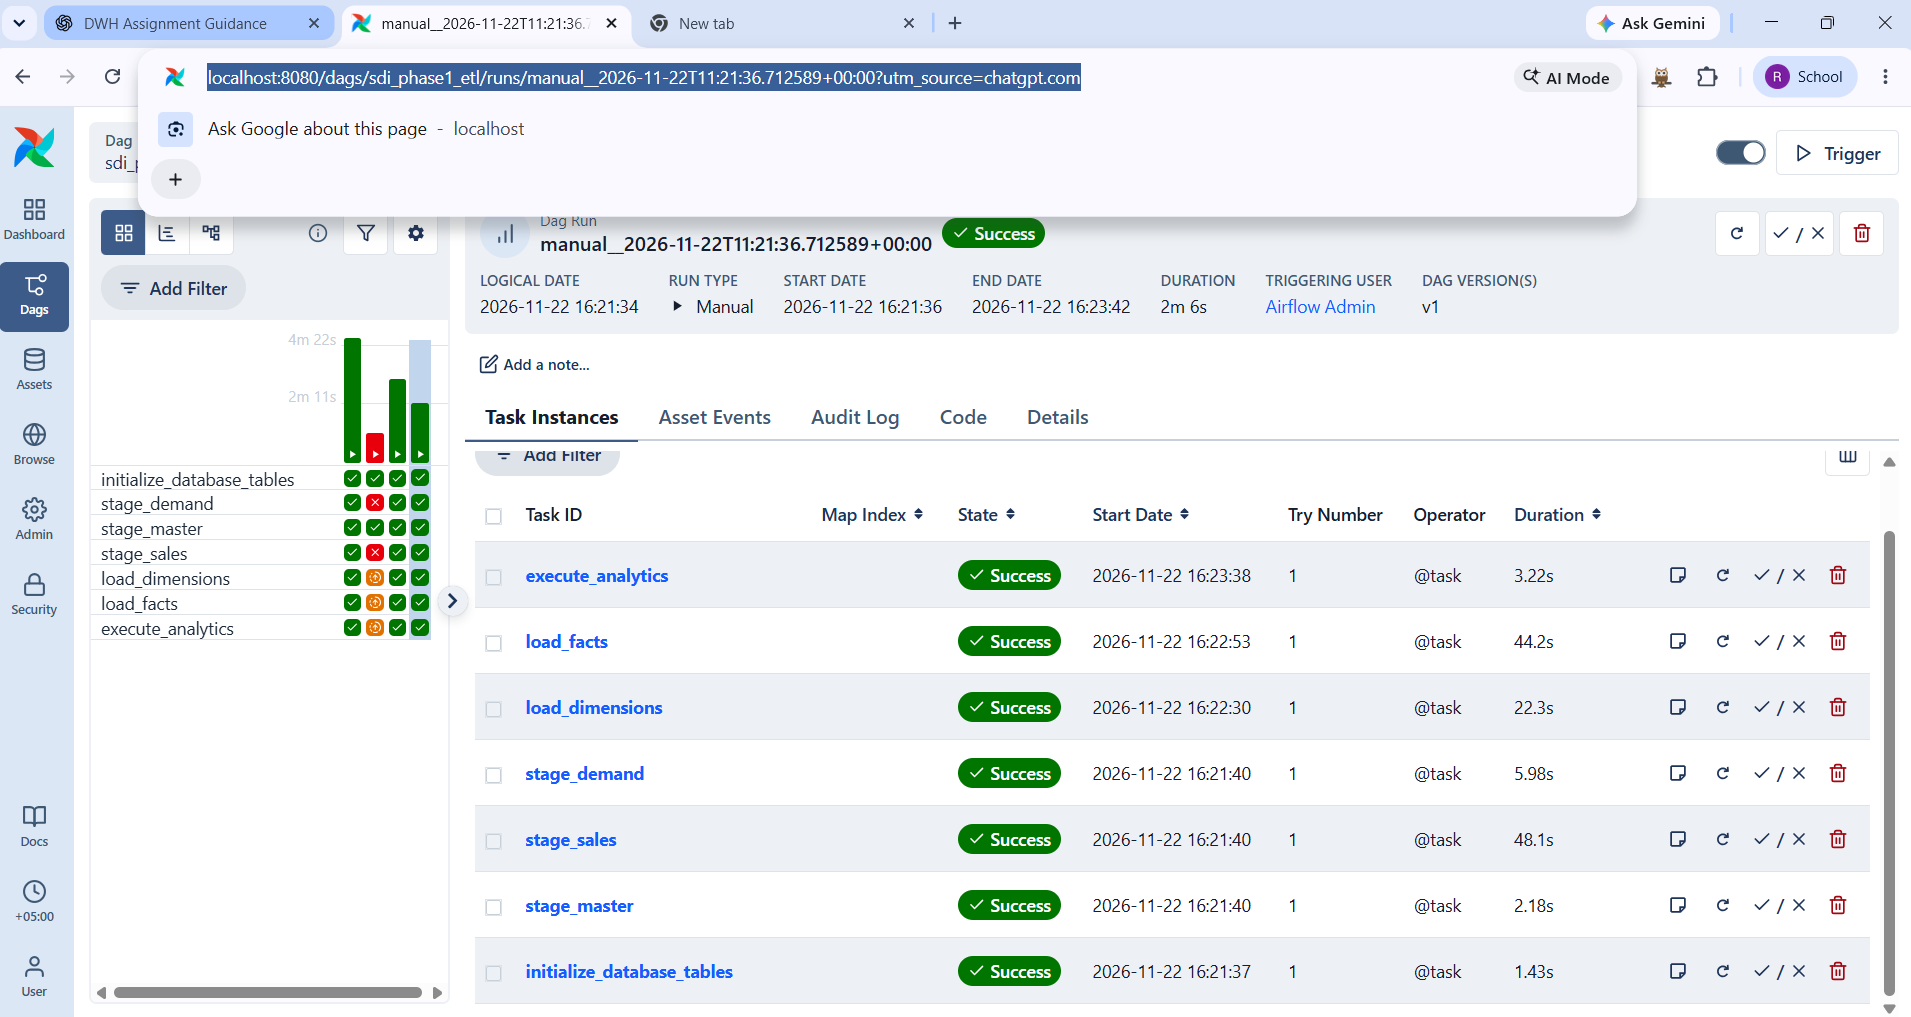 DWH Assignment Guidance
manual__2026-11-22T11:21:36.7
New tab
Ask Gemini
localhost:8080/dags/sdi_phase1_etl/runs/manual__2026-11-22T11:21:36.712589+00:00?utm_source=chatgpt.com
AI Mode
R School
Ask Google about this page - localhost
Dag
sdi_p
Trigger
Dashboard
Dags
Assets
Browse
Admin
Security
Docs
+05:00
User
Add Filter
4m 22s
2m 11s
initialize_database_tables
stage_demand
stage_master
stage_sales
load_dimensions
load_facts
execute_analytics
Dag Run
manual__2026-11-22T11:21:36.712589+00:00 Success
LOGICAL DATE RUN TYPE START DATE END DATE DURATION TRIGGERING USER DAG VERSION(S)
2026-11-22 16:21:34 Manual 2026-11-22 16:21:36 2026-11-22 16:23:42 2m 6s Airflow Admin v1
Add a note...
Task Instances Asset Events Audit Log Code Details
Add Filter
Task ID Map Index State Start Date Try Number Operator Duration
execute_analytics Success 2026-11-22 16:23:38 1 @task 3.22s
load_facts Success 2026-11-22 16:22:53 1 @task 44.2s
load_dimensions Success 2026-11-22 16:22:30 1 @task 22.3s
stage_demand Success 2026-11-22 16:21:40 1 @task 5.98s
stage_sales Success 2026-11-22 16:21:40 1 @task 48.1s
stage_master Success 2026-11-22 16:21:40 1 @task 2.18s
initialize_database_tables Success 2026-11-22 16:21:37 1 @task 1.43s